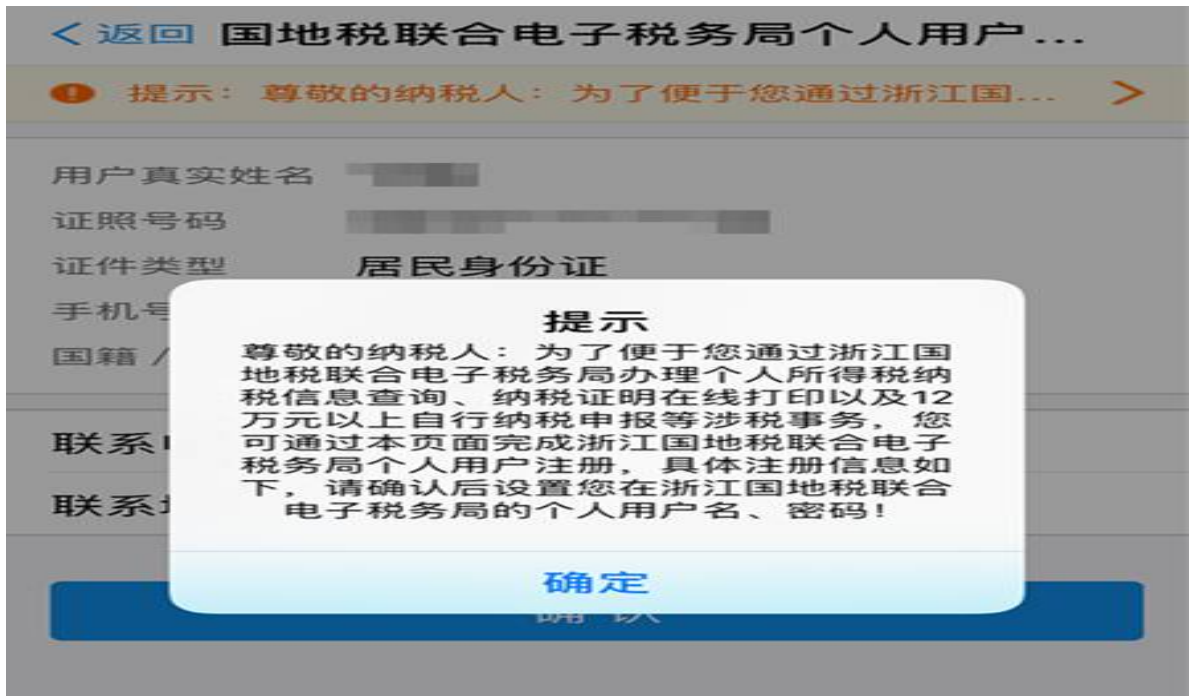 返回 国地税联合电子税务局个人用户...
提示：尊敬的纳税人：为了便于您通过浙江国...
用户真实姓名
证照号码
证件类型 居民身份证
手机号
国籍 /
联系
联系
提示
尊敬的纳税人：为了便于您通过浙江国
地税联合电子税务局办理个人所得税纳
税信息查询、纳税证明在线打印以及12
万元以上自行纳税申报等涉税事务，您
可通过本页面完成浙江国地税联合电子
税务局个人用户注册，具体注册信息如
下，请确认后设置您在浙江国地税联合
电子税务局的个人用户名、密码！
确定
确 认